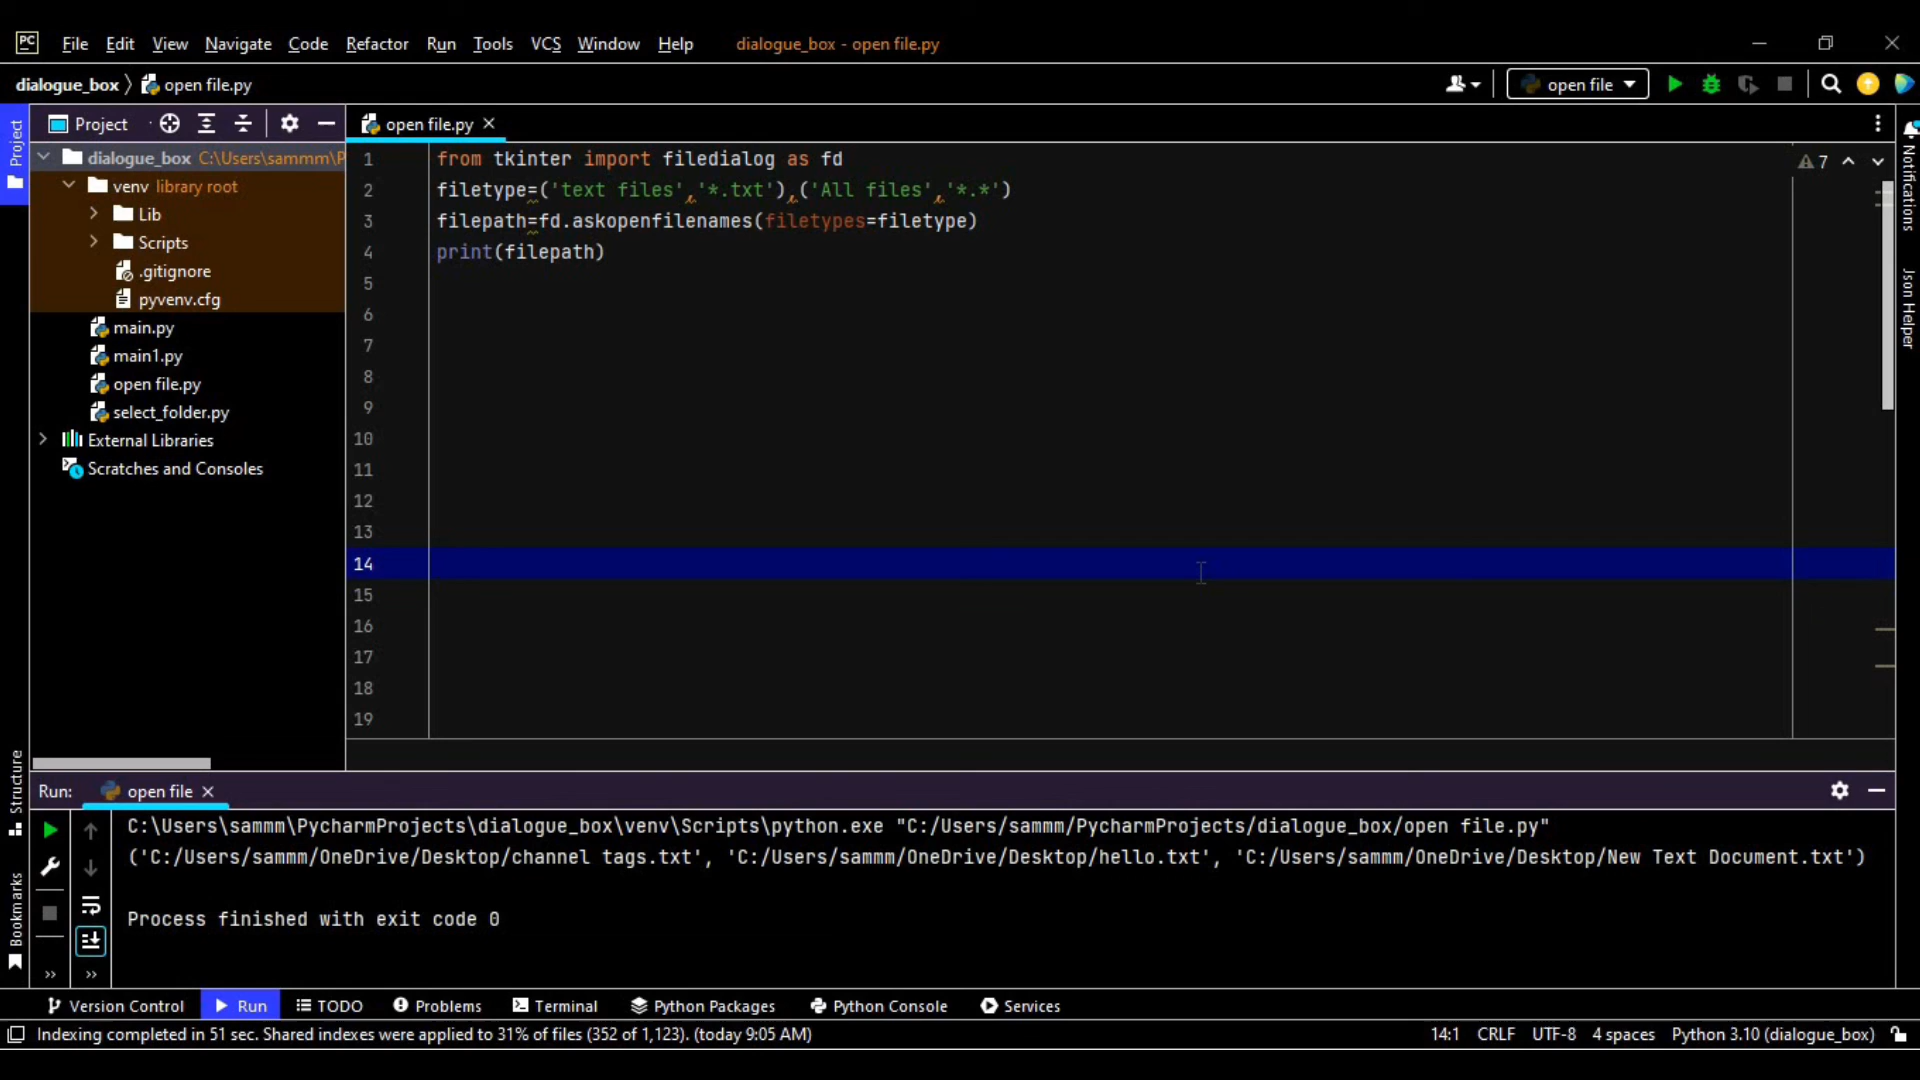 PC File Edit View Navigate Code Refactor Run Tools VCS Window Help dialogue_box - open file.py
dialogue_box open file.py open file
Project open file.py
Project
dialogue_box C:\Users\sammm\P
venv library root
Lib
Scripts
.gitignore
pyvenv.cfg
main.py
main1.py
open file.py
select_folder.py
External Libraries
Scratches and Consoles
1 from tkinter import filedialog as fd
2 filetype=('text files','*.txt'),('All files','*.*')
3 filepath=fd.askopenfilenames(filetypes=filetype)
4 print(filepath)
5
6
7
8
9
10
11
12
13
14
15
16
17
18
19
7
Notifications
Json Helper
Structure
Bookmarks
Run: open file
C:\Users\sammm\PycharmProjects\dialogue_box\venv\Scripts\python.exe "C:/Users/sammm/PycharmProjects/dialogue_box/open file.py"
('C:/Users/sammm/OneDrive/Desktop/channel tags.txt', 'C:/Users/sammm/OneDrive/Desktop/hello.txt', 'C:/Users/sammm/OneDrive/Desktop/New Text Document.txt')
Process finished with exit code 0
Version Control Run TODO Problems Terminal Python Packages Python Console Services
Indexing completed in 51 sec. Shared indexes were applied to 31% of files (352 of 1,123). (today 9:05 AM) 14:1 CRLF UTF-8 4 spaces Python 3.10 (dialogue_box)